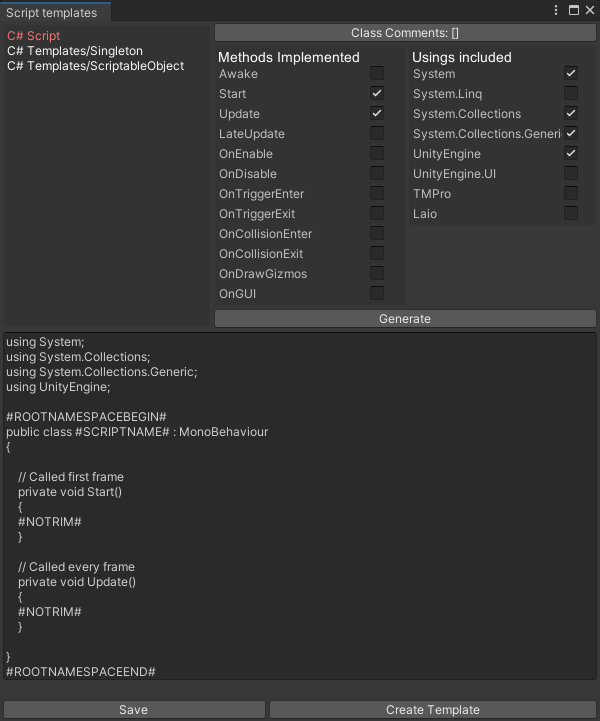 Script templates
C# Script
C# Templates/Singleton
C# Templates/ScriptableObject
Class Comments: []
Methods Implemented
Awake
Start
Update
LateUpdate
OnEnable
OnDisable
OnTriggerEnter
OnTriggerExit
OnCollisionEnter
OnCollisionExit
OnDrawGizmos
OnGUI
Usings included
System
System.Linq
System.Collections
System.Collections.Generi
UnityEngine
UnityEngine.UI
TMPro
Laio
Generate
using System;
using System.Collections;
using System.Collections.Generic;
using UnityEngine;
#ROOTNAMESPACEBEGIN#
public class #SCRIPTNAME# : MonoBehaviour
{
// Called first frame
private void Start()
{
#NOTRIM#
}
// Called every frame
private void Update()
{
#NOTRIM#
}
}
#ROOTNAMESPACEEND#
Save
Create Template